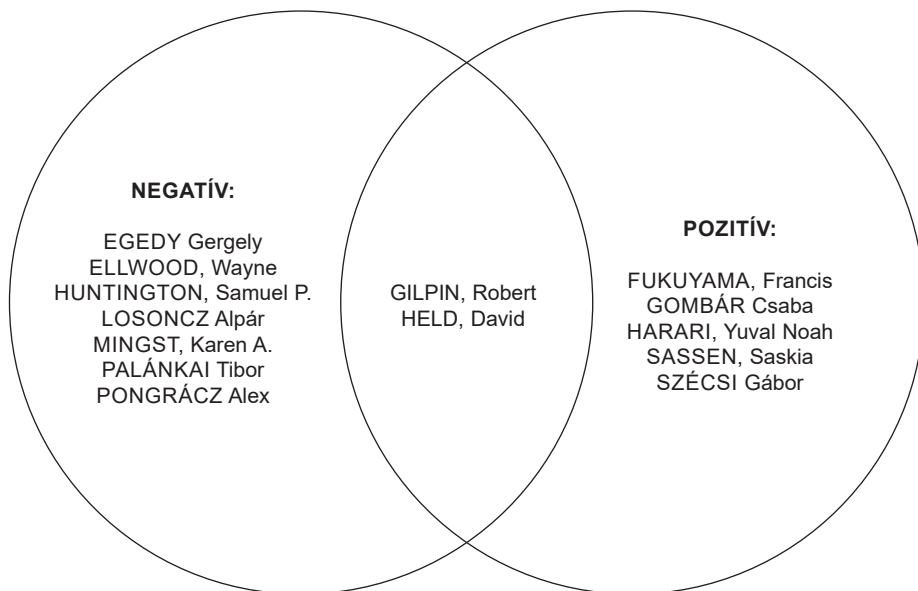 NEGATÍV:
EGEDY Gergely
ELLWOOD, Wayne
HUNTINGTON, Samuel P.
LOSONCZ Alpár
MINGST, Karen A.
PALÁNKAI Tibor
PONGRÁCZ Alex
GILPIN, Robert
HELD, David
POZITÍV:
FUKUYAMA, Francis
GOMBÁR Csaba
HARARI, Yuval Noah
SASSEN, Saskia
SZÉCSI Gábor